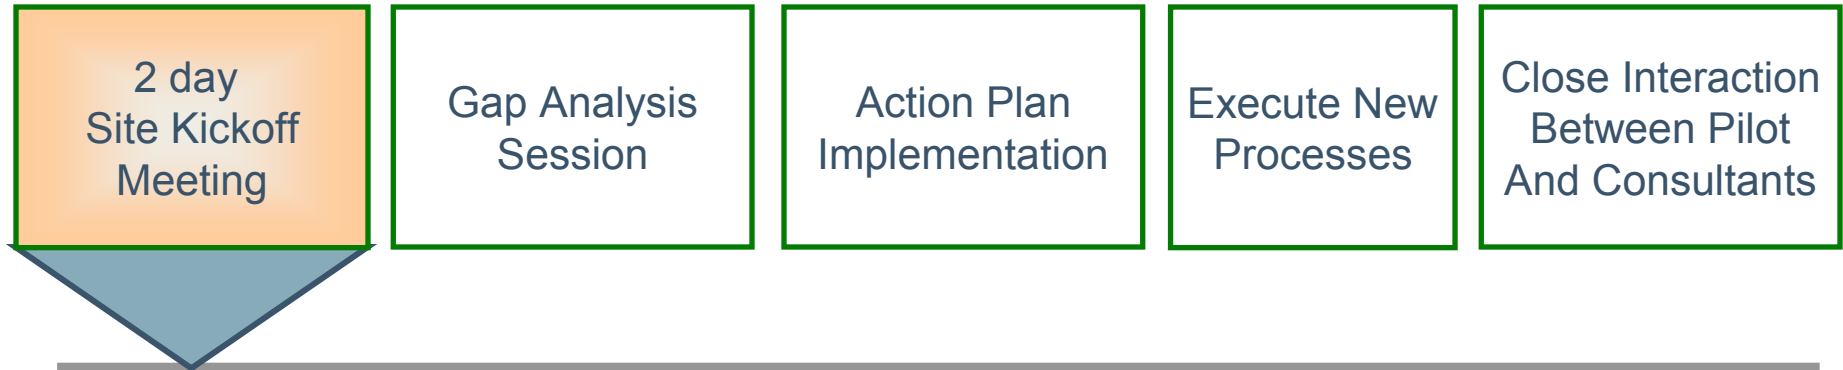 2 day
Site Kickoff
Meeting
Gap Analysis
Session
Action Plan
Implementation
Execute New
Processes
Close Interaction
Between Pilot
And Consultants